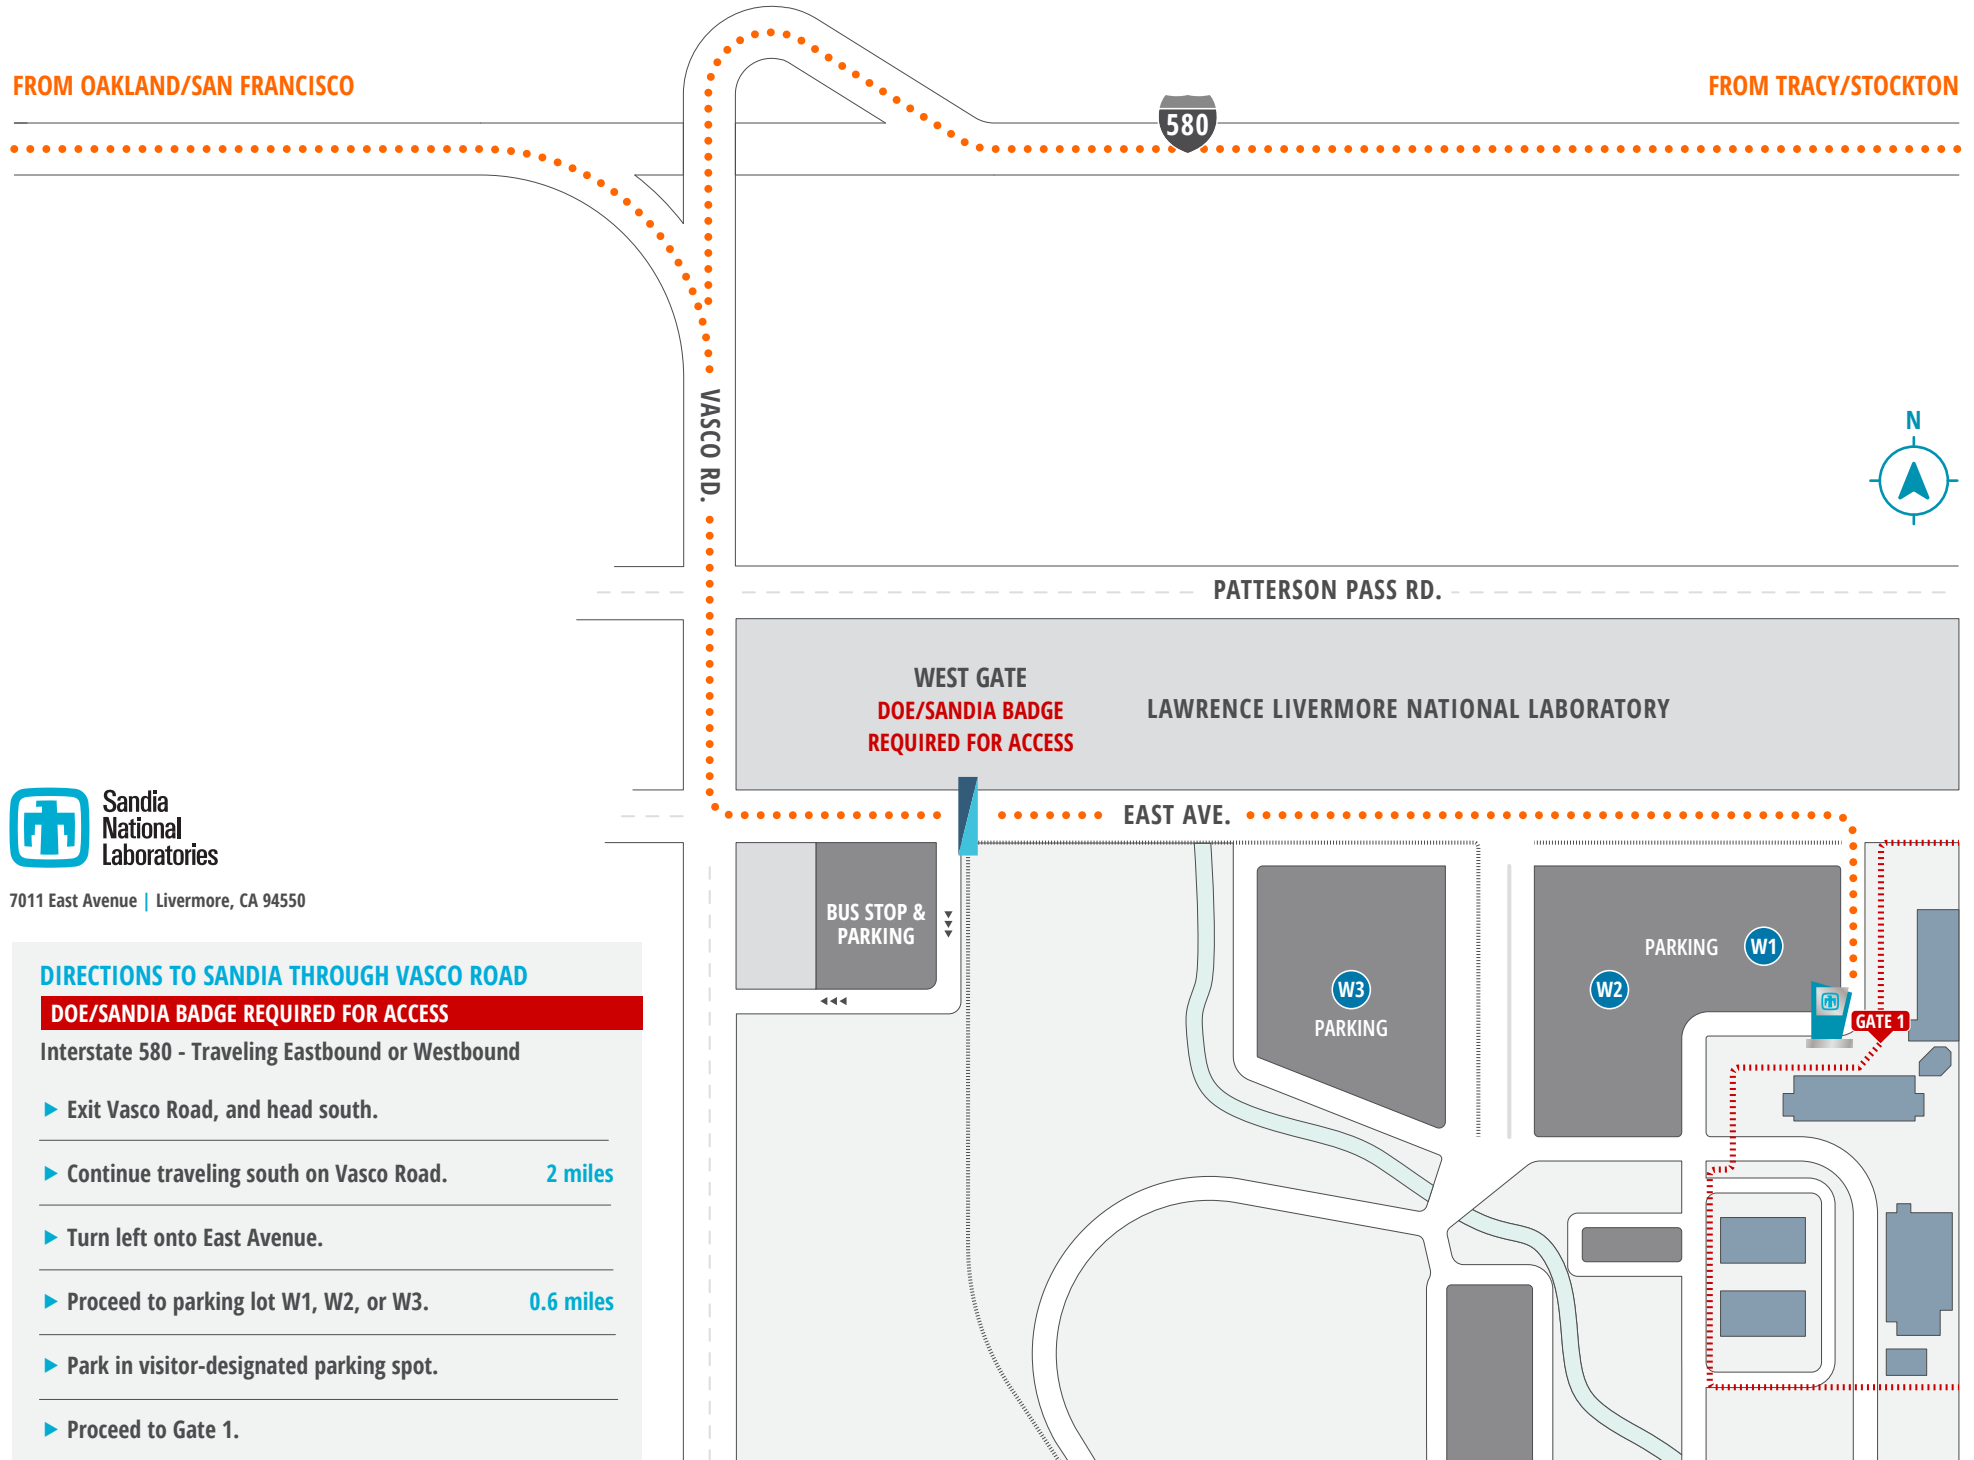 FROM OAKLAND/SAN FRANCISCO
FROM TRACY/STOCKTON
580
VASCO RD.
N
PATTERSON PASS RD.
WEST GATE
DOE/SANDIA BADGE
REQUIRED FOR ACCESS
LAWRENCE LIVERMORE NATIONAL LABORATORY
EAST AVE.
Sandia
National
Laboratories
7011 East Avenue | Livermore, CA 94550
BUS STOP &
PARKING
W3
PARKING
PARKING
W1
W2
GATE 1
DIRECTIONS TO SANDIA THROUGH VASCO ROAD
DOE/SANDIA BADGE REQUIRED FOR ACCESS
Interstate 580 - Traveling Eastbound or Westbound
Exit Vasco Road, and head south.
Continue traveling south on Vasco Road. 2 miles
Turn left onto East Avenue.
Proceed to parking lot W1, W2, or W3. 0.6 miles
Park in visitor-designated parking spot.
Proceed to Gate 1.